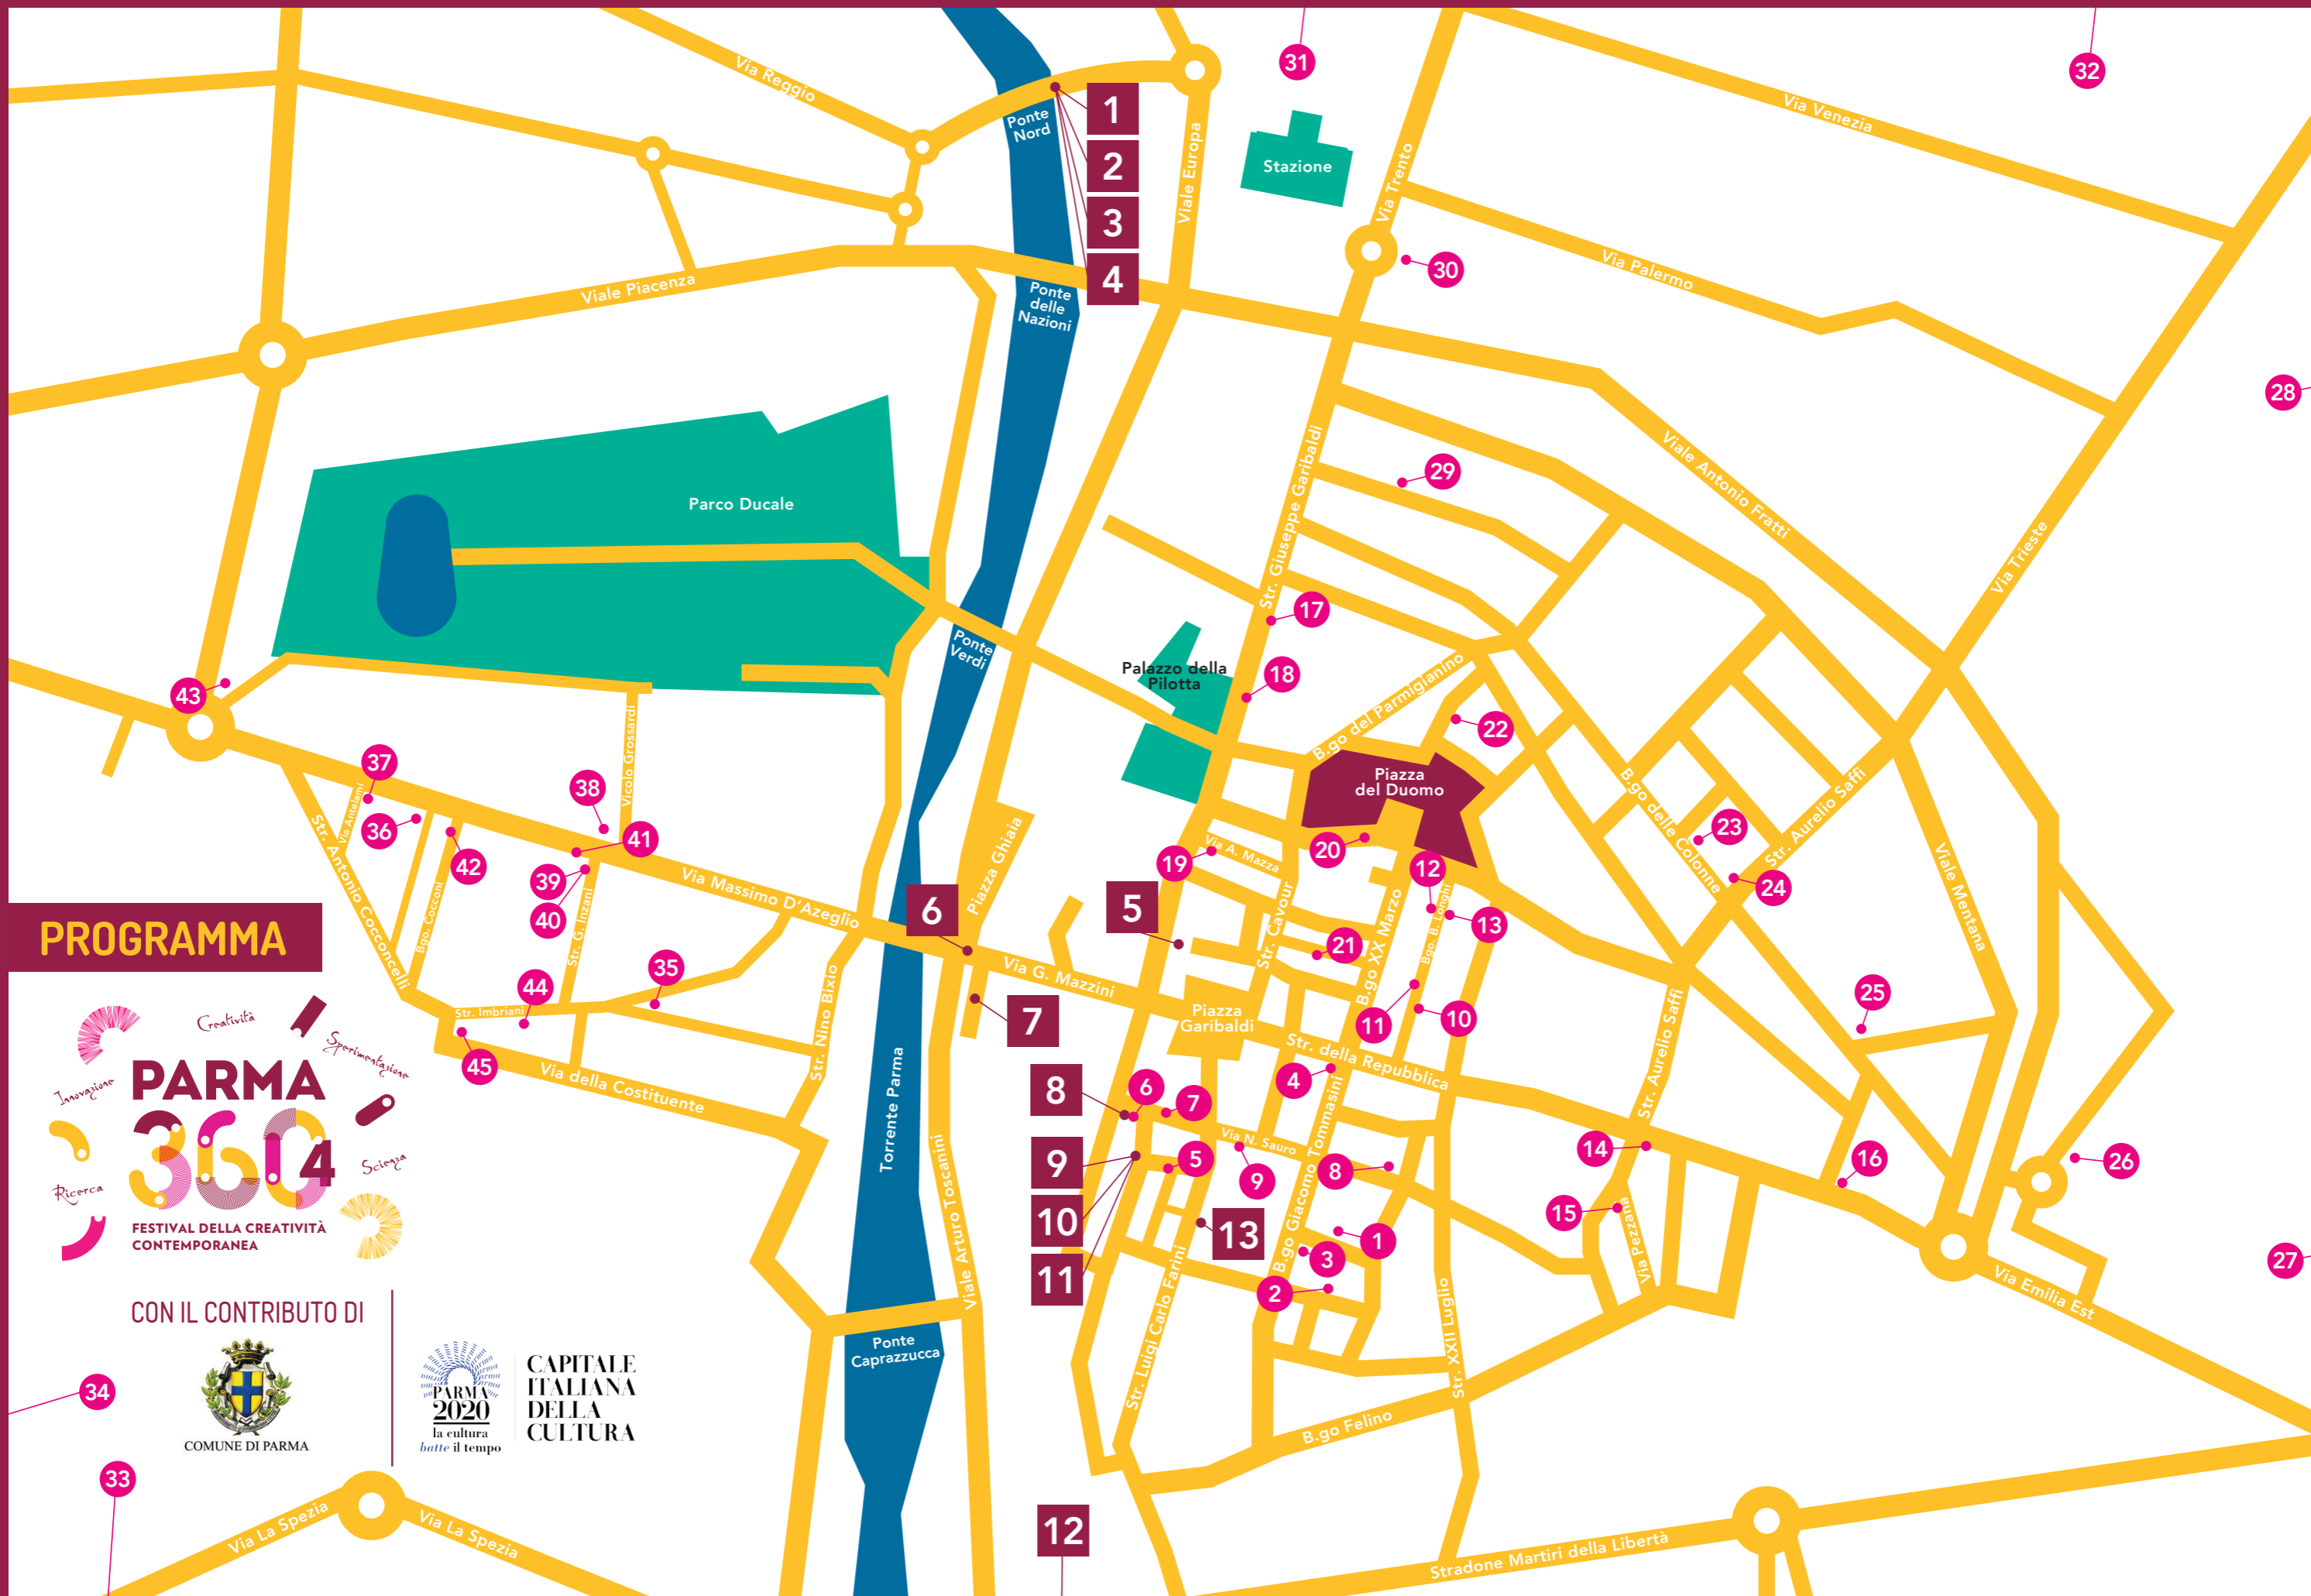 31
32
Via Reggio
Via Venezia
1
Ponte
Nord
2
Viale Europa
Stazione
Via Trento
3
30
Via Palermo
4
Viale Piacenza
Ponte
delle
Nazioni
28
Viale Antonio Fratti
29
Str. Giuseppe Garibaldi
Parco Ducale
Via Trieste
17
Ponte
Verdi
Palazzo della
Pilotta
18
B.go del Parmigianino
43
22
Vicolo Grossardi
37
38
Piazza
del Duomo
Via Antelami
36
41
B.go delle Colonne
Str. Aurelio Saffi
23
Str. Antonio Cocconcelli
42
Piazza Ghiaia
19
Via A. Mazza
20
12
39
Via Massimo D'Azeglio
24
Viale Mentana
6
5
40
Bgo. Cocconi
Str. G. Inzani
Str. Cavour
B.go XX Marzo
Bgo. B. Longhi
13
21
PROGRAMMA
35
Via G. Mazzini
44
25
Str. Imbriani
Str. Nino Bixio
7
Piazza
Garibaldi
11
10
Str. della Repubblica
Str. Aurelio Saffi
45
Via della Costituente
Torrente Parma
8
6
7
4
Via N. Sauro
B.go Giacomo Tommasini
14
9
5
8
9
16
26
10
13
15
Via Pezzana
1
3
11
2
27
Viale Arturo Toscanini
Str. Luigi Carlo Farini
Str. XXII Luglio
Via Emilia Est
Ponte
Caprazzucca
B.go Felino
Creatività
Sperimentazione
Innovazione
PARMA
3604
Scienza
Ricerca
FESTIVAL DELLA CREATIVITÀ
CONTEMPORANEA
CON IL CONTRIBUTO DI
COMUNE DI PARMA
PARMA
2020
la cultura
batte il tempo
CAPITALE
ITALIANA
DELLA
CULTURA
34
33
Via La Spezia
Via La Spezia
12
Stradone Martiri della Libertà